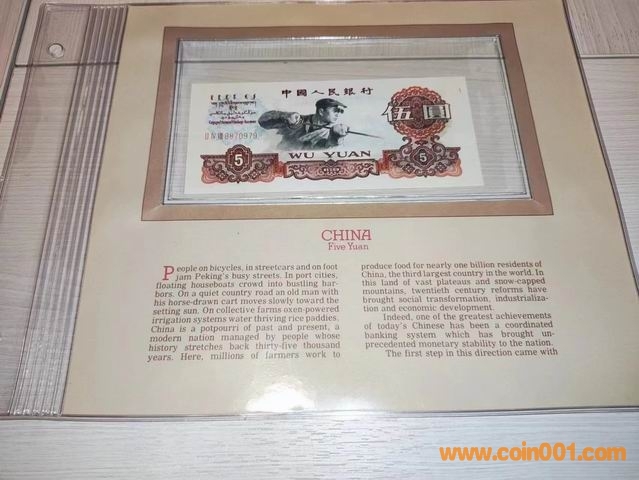 中國人民銀行
伍圓
8870979
5
WU YUAN
5
CHINA
Five Yuan
People on bicycles, in streetcars and on foot
jam Peking's busy streets. In port cities,
floating houseboats crowd into bustling har-
bors. On a quiet country road an old man with
his horse-drawn cart moves slowly toward the
setting sun. On collective farms oxen-powered
irrigation systems water thriving rice paddies.
China is a potpourri of past and present, a
modern nation managed by people whose
history stretches back thirty-five thousand
years. Here, millions of farmers work to
produce food for nearly one billion residents of
China, the third largest country in the world. In
this land of vast plateaus and snow-capped
mountains, twentieth century reforms have
brought social transformation, industrializa-
tion and economic development.
Indeed, one of the greatest achievements
of today's Chinese has been a coordinated
banking system which has brought un-
precedented monetary stability to the nation.
The first step in this direction came with
www.coin001.com